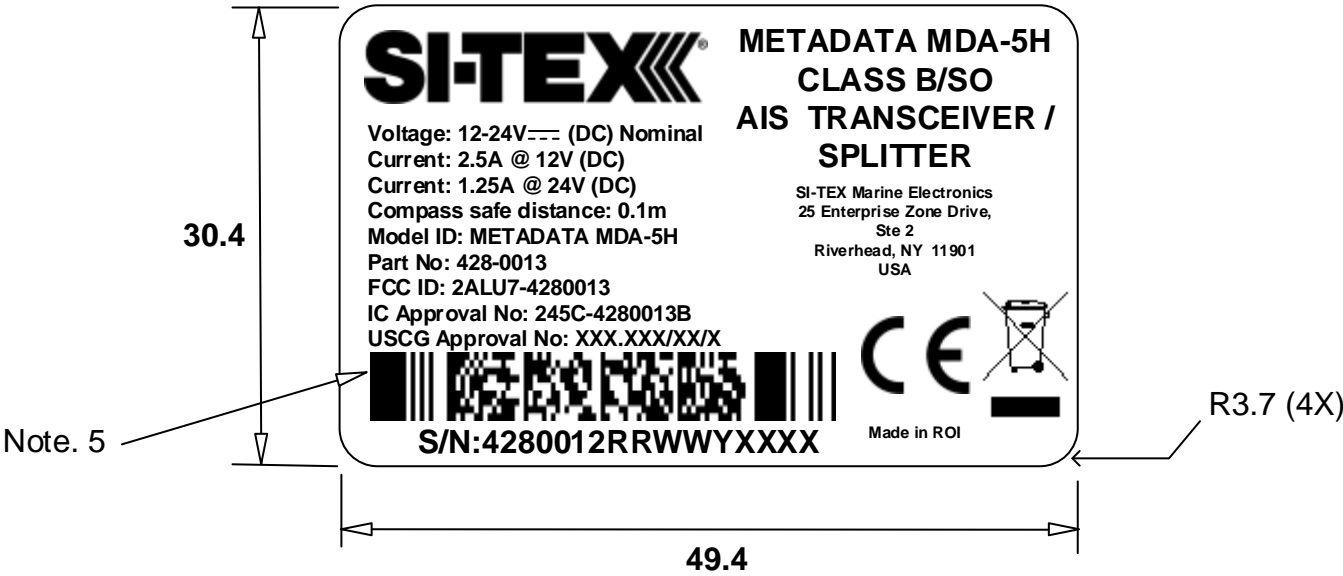 SI-TEX®
METADATA MDA-5H
CLASS B/SO
AIS TRANSCEIVER /
SPLITTER
Voltage: 12-24V⎓ (DC) Nominal
Current: 2.5A @ 12V (DC)
Current: 1.25A @ 24V (DC)
Compass safe distance: 0.1m
Model ID: METADATA MDA-5H
Part No: 428-0013
FCC ID: 2ALU7-4280013
IC Approval No: 245C-4280013B
USCG Approval No: XXX.XXX/XX/X
S/N:4280012RRWWYXXXX
SI-TEX Marine Electronics
25 Enterprise Zone Drive,
Ste 2
Riverhead, NY 11901
USA
CE
Made in ROI
30.4
Note. 5
R3.7 (4X)
49.4